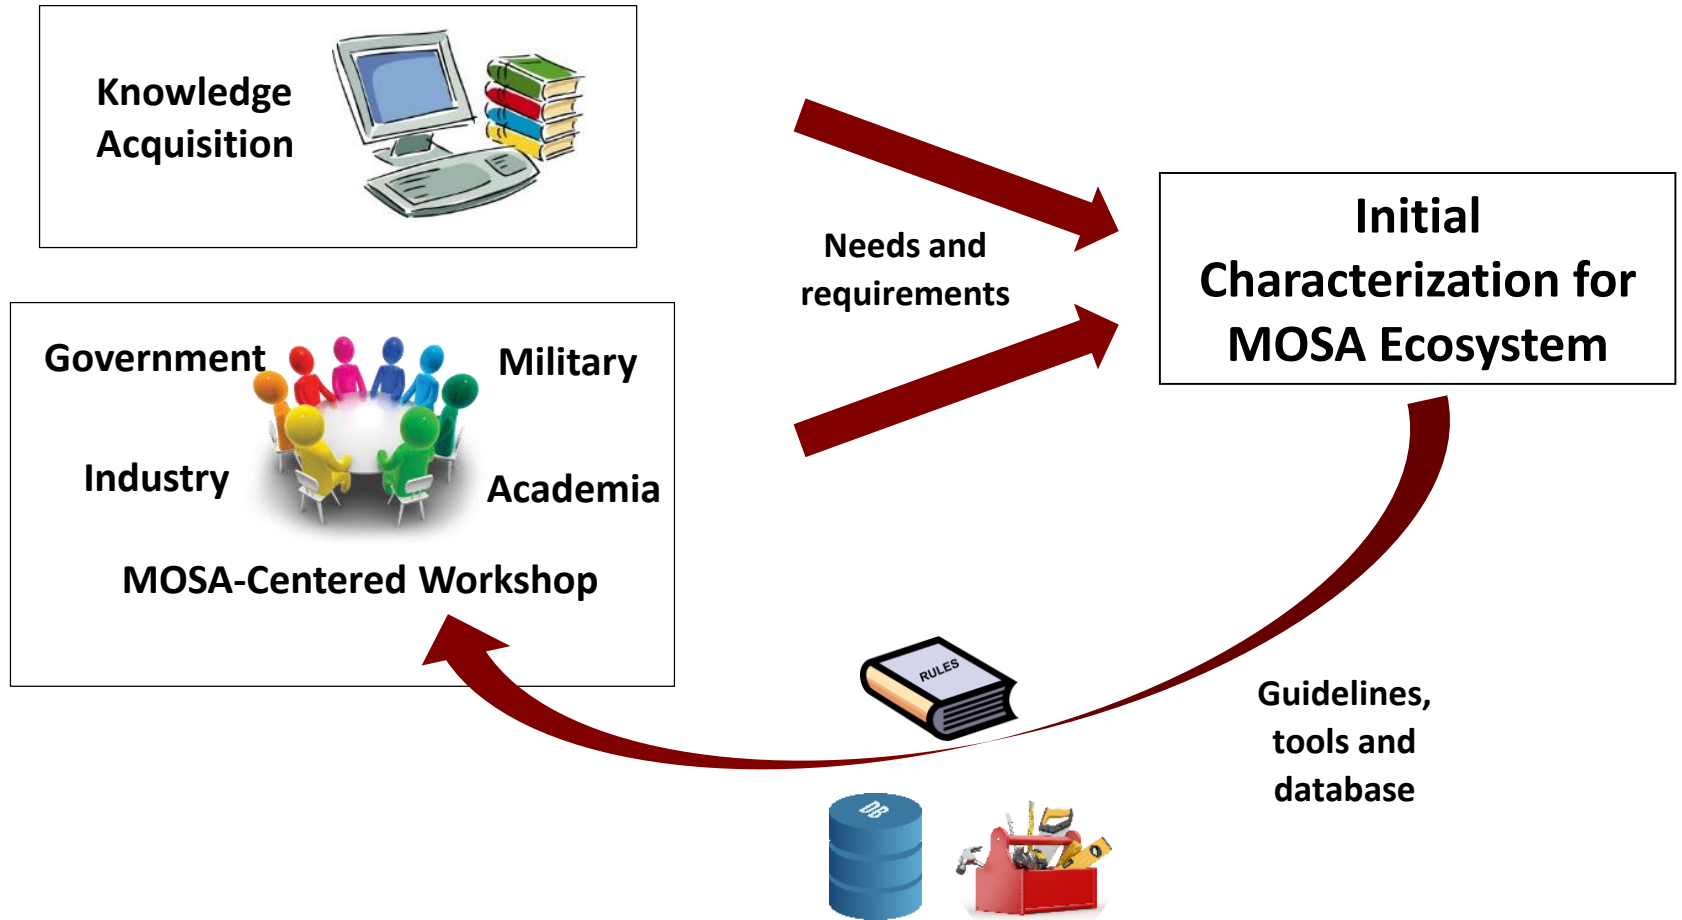 Knowledge
Acquisition
Needs and
requirements
Initial
Characterization for
MOSA Ecosystem
Government
Military
Industry
Academia
MOSA-Centered Workshop
RULES
Guidelines,
tools and
database
DB